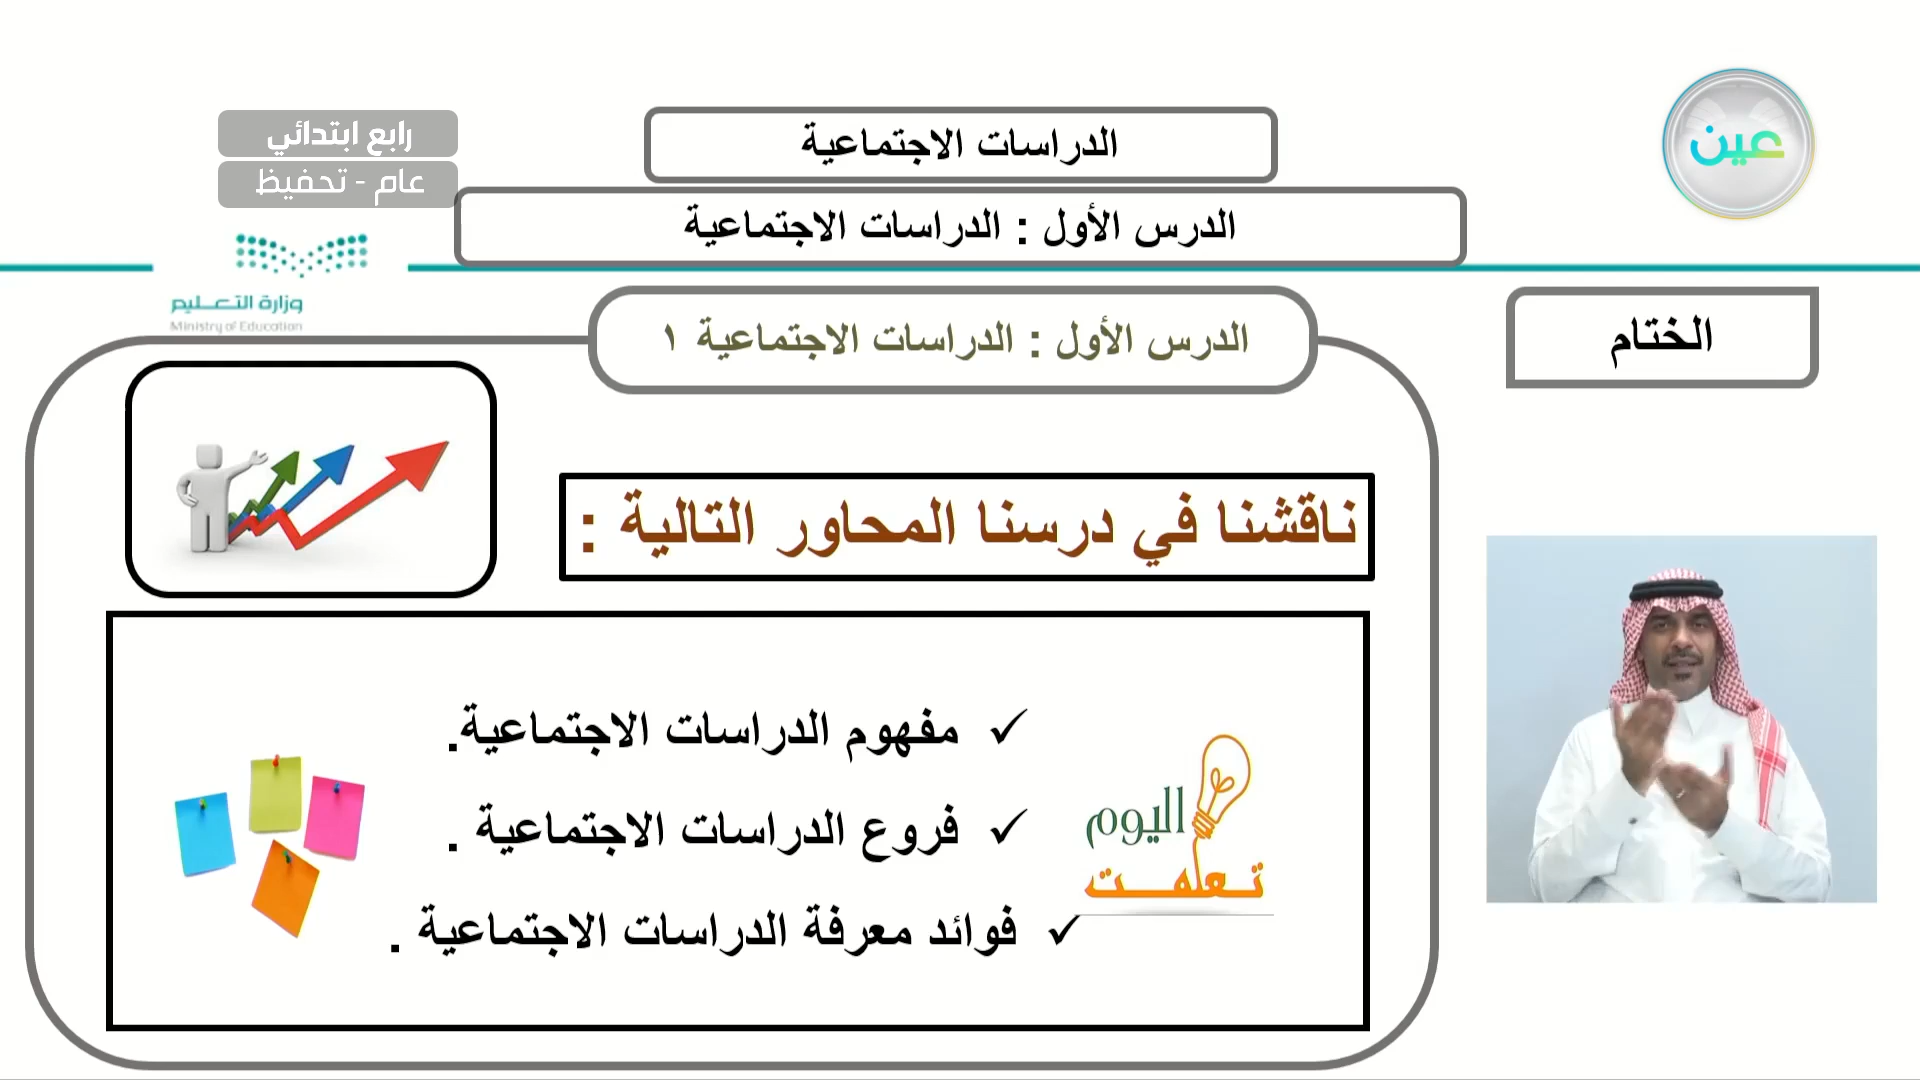 عين
الدراسات الاجتماعية
رابع ابتدائي
عام - تحفيظ
الدرس الأول : الدراسات الاجتماعية
وزارة التعليم
Ministry of Education
الختام
الدرس الأول : الدراسات الاجتماعية ١
ناقشنا في درسنا المحاور التالية :
اليوم
تعلمت
✓ مفهوم الدراسات الاجتماعية.
✓ فروع الدراسات الاجتماعية .
✓ فوائد معرفة الدراسات الاجتماعية .